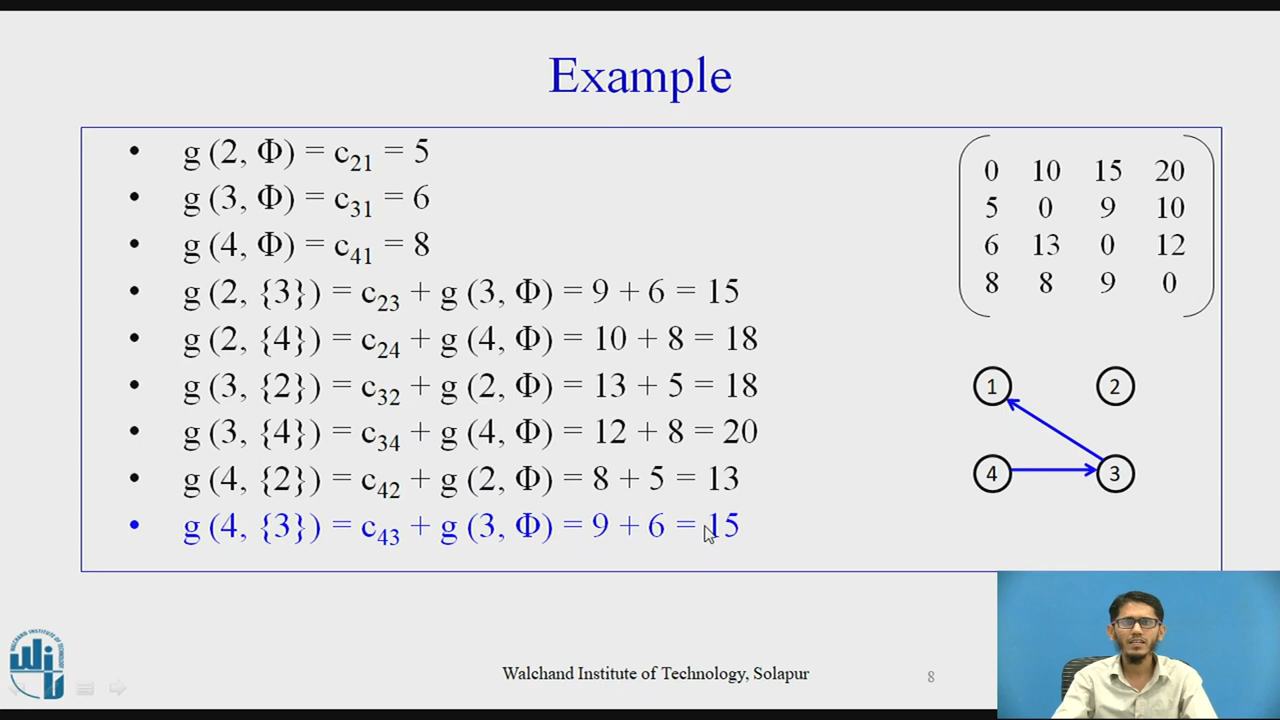 Example
• g (2, Φ) = c₂₁ = 5
• g (3, Φ) = c₃₁ = 6
• g (4, Φ) = c₄₁ = 8
• g (2, {3}) = c₂₃ + g (3, Φ) = 9 + 6 = 15
• g (2, {4}) = c₂₄ + g (4, Φ) = 10 + 8 = 18
• g (3, {2}) = c₃₂ + g (2, Φ) = 13 + 5 = 18
• g (3, {4}) = c₃₄ + g (4, Φ) = 12 + 8 = 20
• g (4, {2}) = c₄₂ + g (2, Φ) = 8 + 5 = 13
• g (4, {3}) = c₄₃ + g (3, Φ) = 9 + 6 = 15
0 10 15 20
5 0 9 10
6 13 0 12
8 8 9 0
1 2
4 3
WALCHAND INSTITUTE OF TECHNOLOGY
Walchand Institute of Technology, Solapur
8